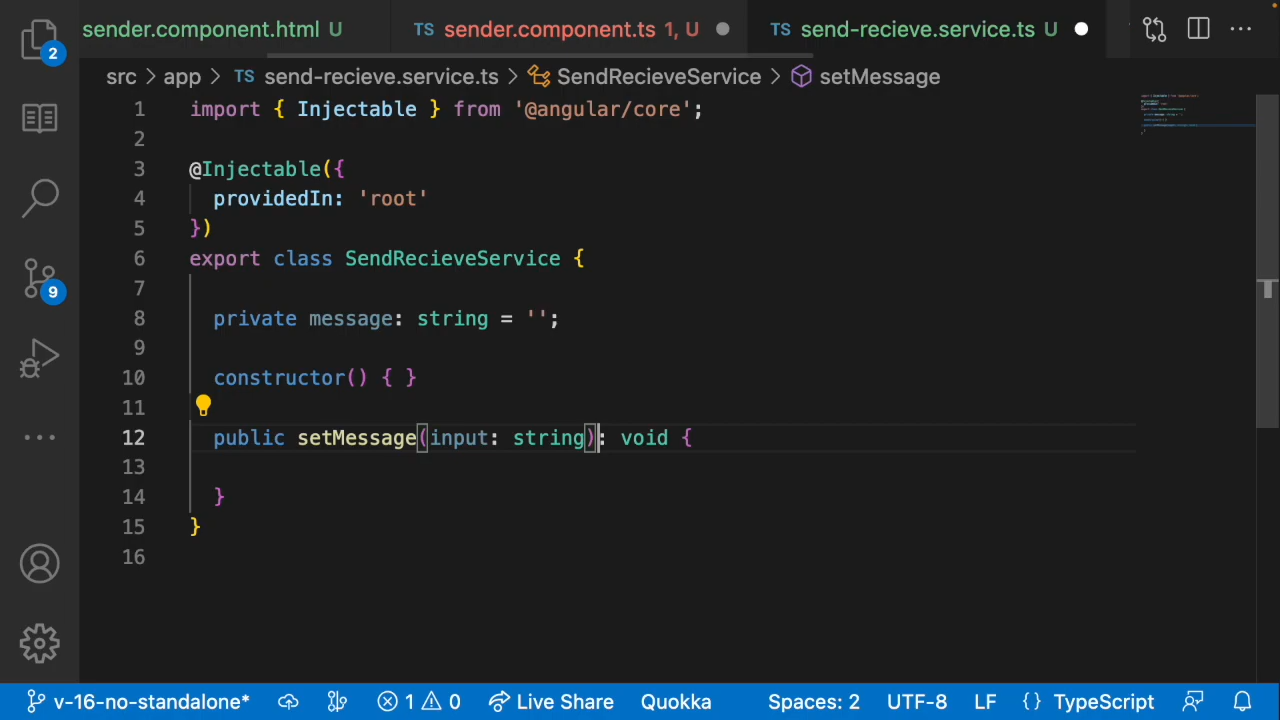 sender.component.html U
TS sender.component.ts 1, U
TS send-recieve.service.ts U
2
src > app > TS send-recieve.service.ts > SendRecieveService > setMessage
1 import { Injectable } from '@angular/core';
2
3 @Injectable({
4 providedIn: 'root'
5 })
6 export class SendRecieveService {
7
8 private message: string = '';
9
10 constructor() { }
11
12 public setMessage(input: string): void {
13
14 }
15 }
16
9
v-16-no-standalone* 1 0 Live Share Quokka Spaces: 2 UTF-8 LF {} TypeScript